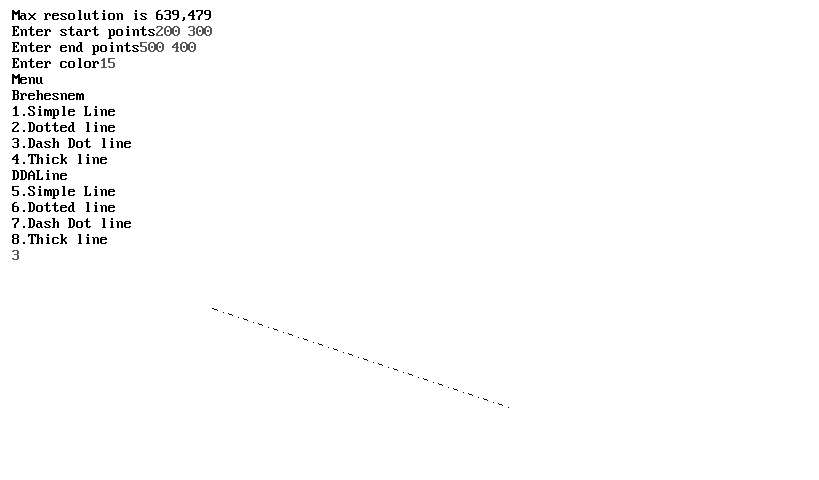 Max resolution is 639,479
Enter start points200 300
Enter end points500 400
Enter color15
Menu
Brehesnem
1.Simple Line
2.Dotted line
3.Dash Dot line
4.Thick line
DDALine
5.Simple Line
6.Dotted line
7.Dash Dot line
8.Thick line
3